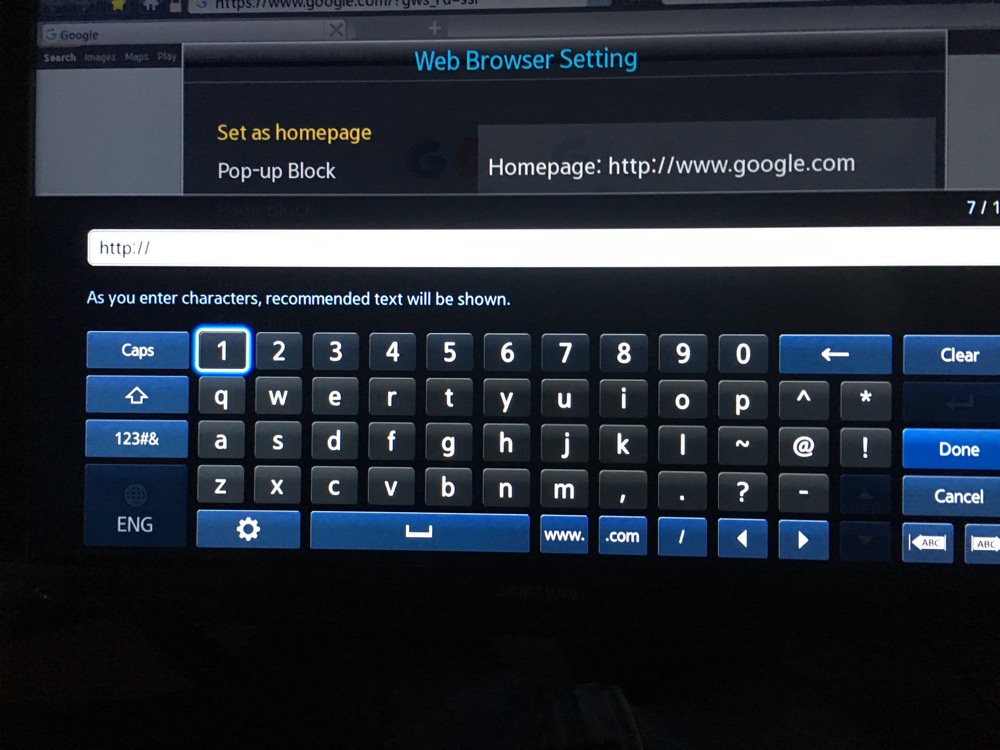 https://www.google.com/?gws_rd=ssl
Google
Search Images Maps Play
Web Browser Setting
Set as homepage
Pop-up Block
Homepage: http://www.google.com
7 / 1
http://
As you enter characters, recommended text will be shown.
Caps 1 2 3 4 5 6 7 8 9 0 ← Clear
q w e r t y u i o p ^ *
123#& a s d f g h j k l ~ @ ! Done
z x c v b n m , . ? - Cancel
ENG www. .com / ABC ABC
SAMSUNG